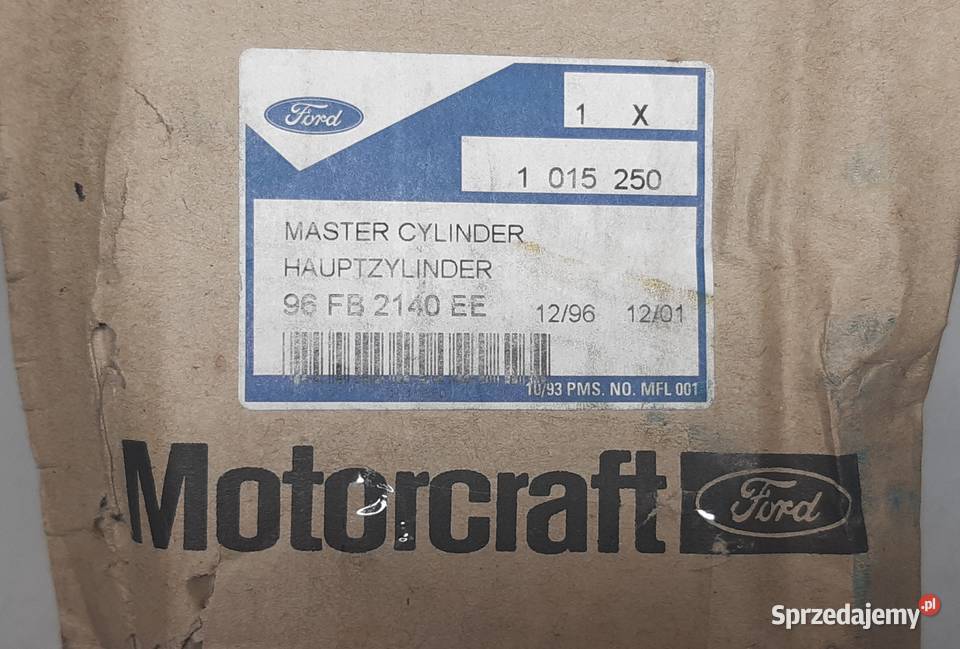 Ford
1 X
1 015 250
MASTER CYLINDER
HAUPTZYLINDER
96 FB 2140 EE 12/96 12/01
10/93 PMS. NO. MFL 001
Motorcraft Ford
Sprzedajemy.pl